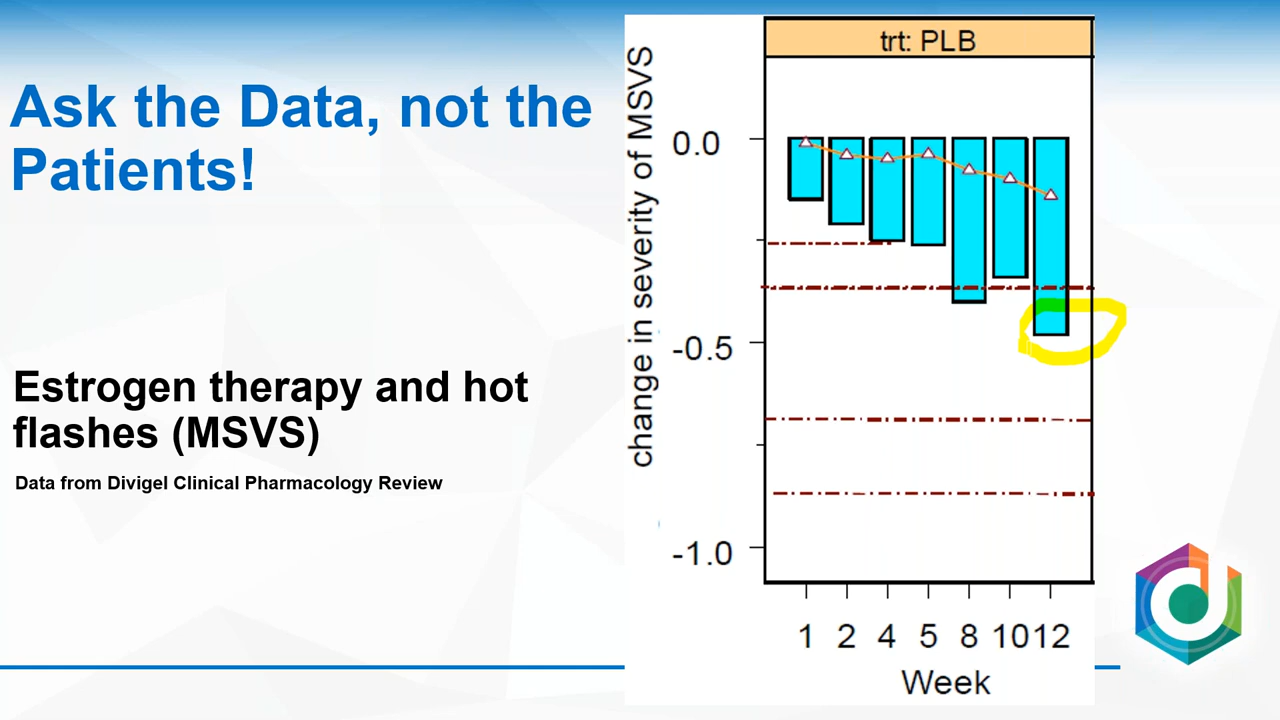 Ask the Data, not the
Patients!
Estrogen therapy and hot
flashes (MSVS)
Data from Divigel Clinical Pharmacology Review
trt: PLB
change in severity of MSVS
0.0
-0.5
-1.0
1 2 4 5 8 10 12
Week